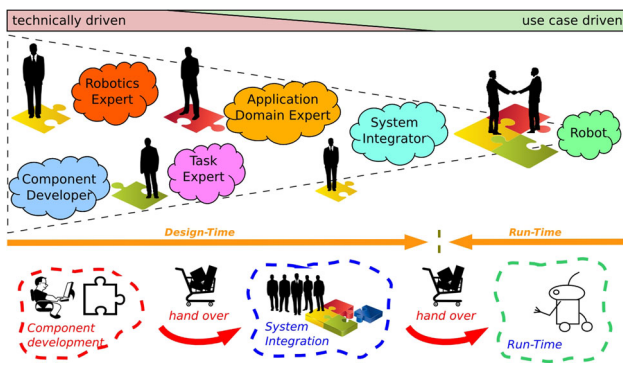 technically driven
use case driven
Robotics
Expert
Application
Domain Expert
System
Integrator
Robot
Component
Developer
Task
Expert
Design-Time
Run-Time
hand over
hand over
Component
development
System
Integration
Run-Time